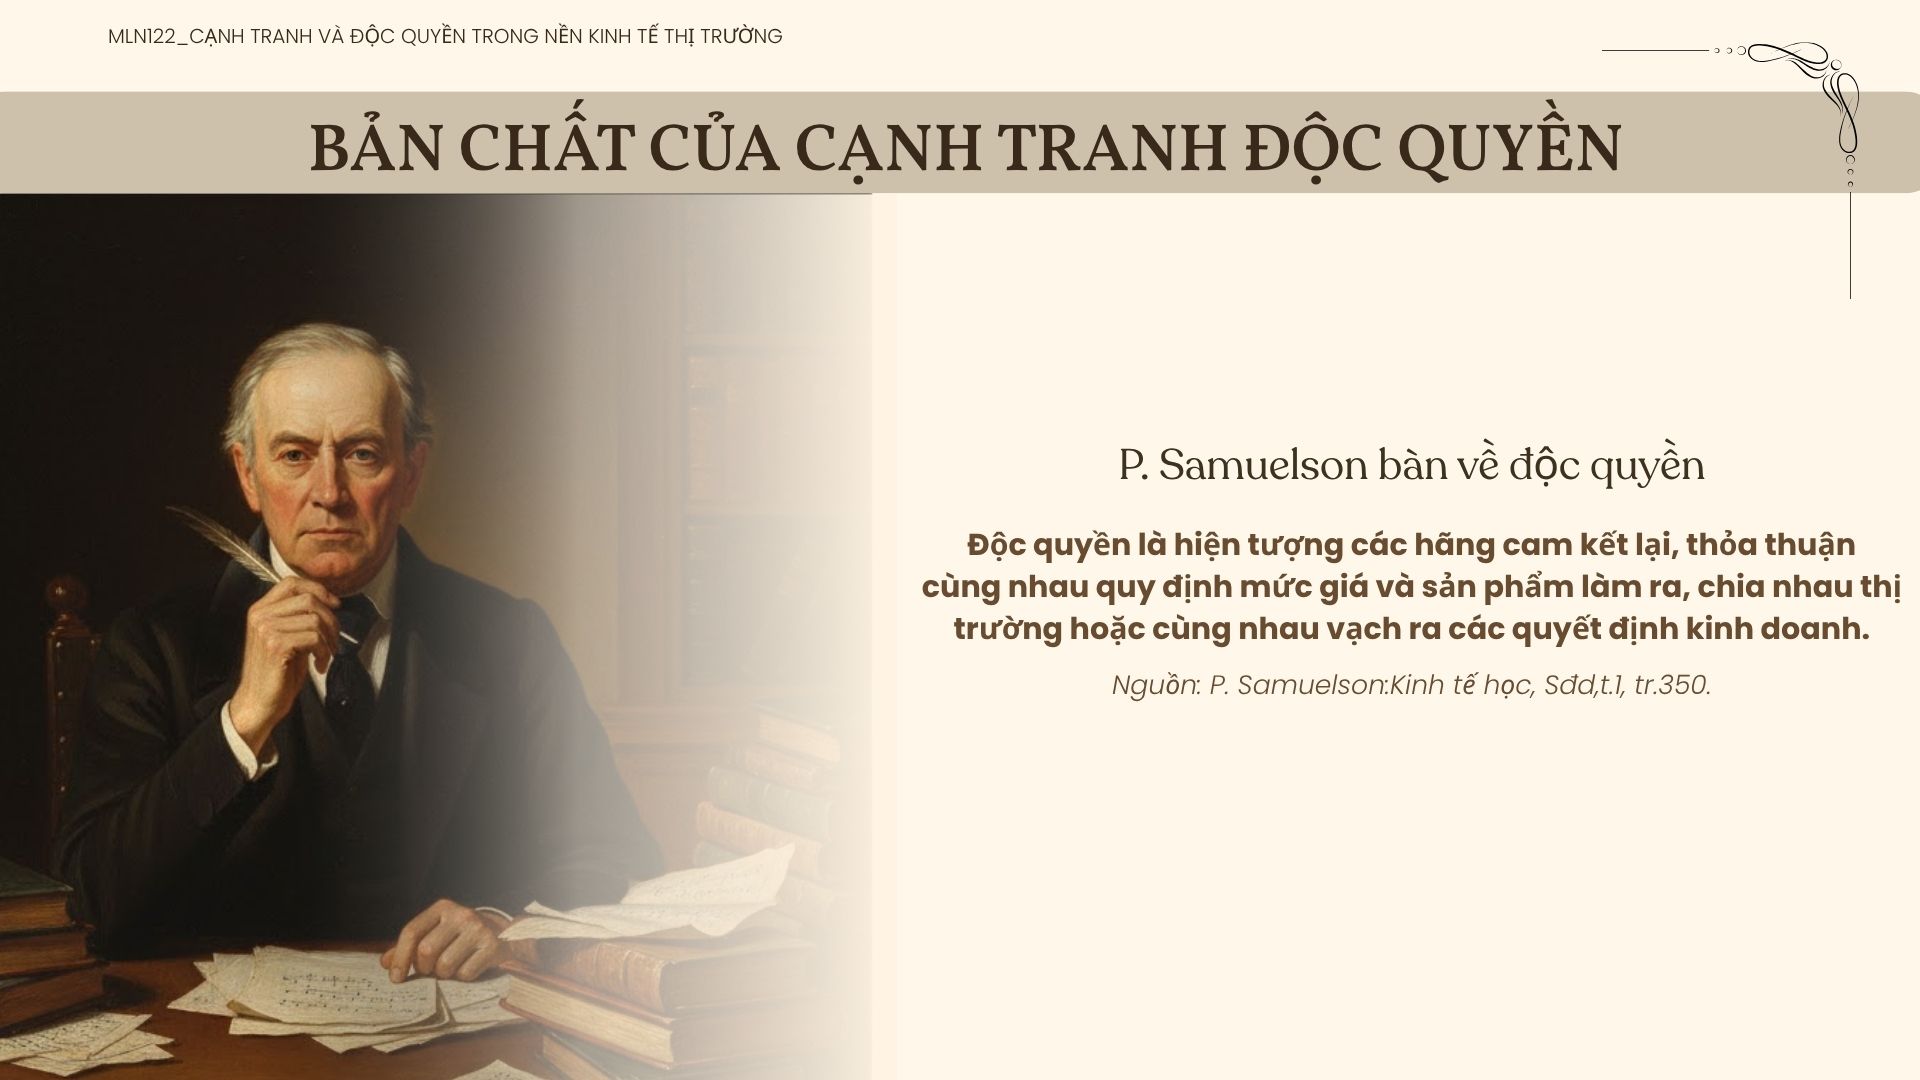 MLN122_CẠNH TRANH VÀ ĐỘC QUYỀN TRONG NỀN KINH TẾ THỊ TRƯỜNG
BẢN CHẤT CỦA CẠNH TRANH ĐỘC QUYỀN
P. Samuelson bàn về độc quyền
Độc quyền là hiện tượng các hãng cam kết lại, thỏa thuận
cùng nhau quy định mức giá và sản phẩm làm ra, chia nhau thị
trường hoặc cùng nhau vạch ra các quyết định kinh doanh.
Nguồn: P. Samuelson:Kinh tế học, Sđd,t.1, tr.350.